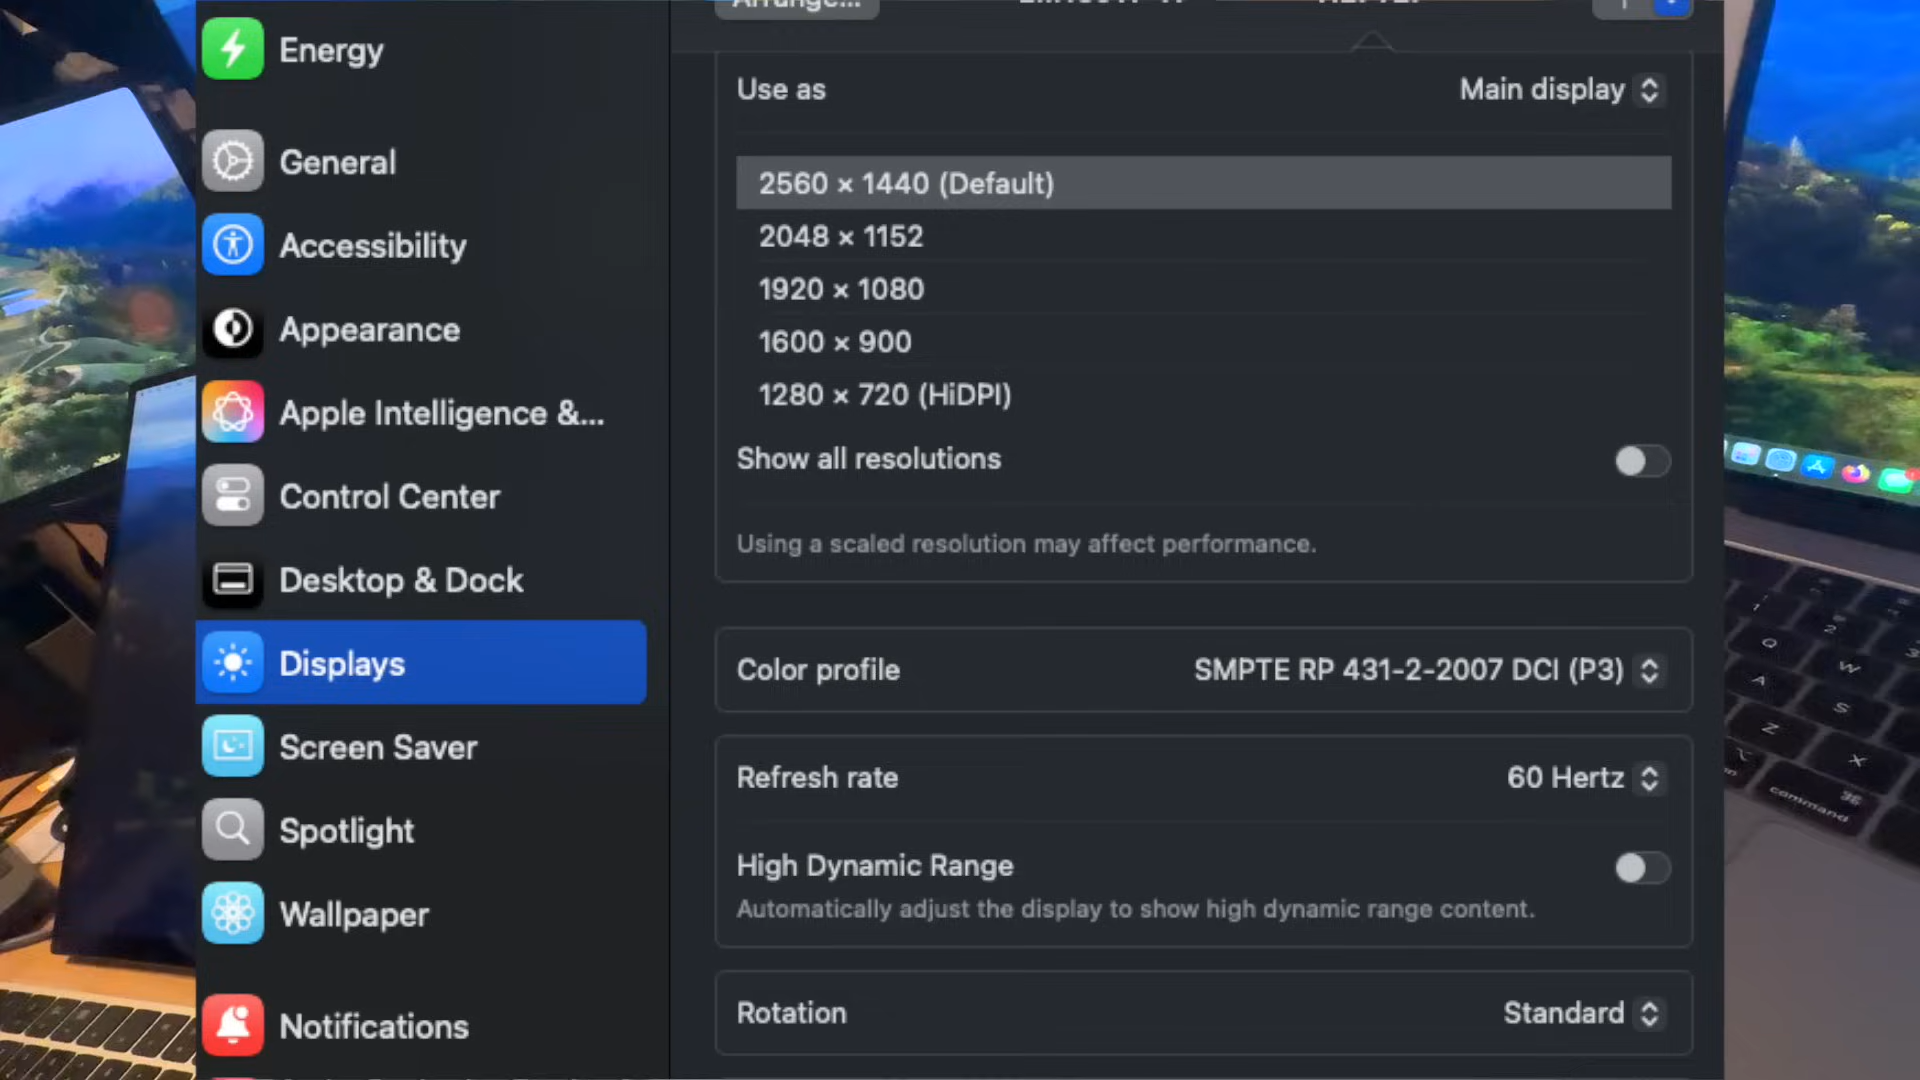 Energy
General
Accessibility
Appearance
Apple Intelligence &...
Control Center
Desktop & Dock
Displays
Screen Saver
Spotlight
Wallpaper
Notifications
Arrange...
Use as
Main display
2560 × 1440 (Default)
2048 × 1152
1920 × 1080
1600 × 900
1280 × 720 (HiDPI)
Show all resolutions
Using a scaled resolution may affect performance.
Color profile
SMPTE RP 431-2-2007 DCI (P3)
Refresh rate
60 Hertz
High Dynamic Range
Automatically adjust the display to show high dynamic range content.
Rotation
Standard
Q
W
A
S
Z
X
command